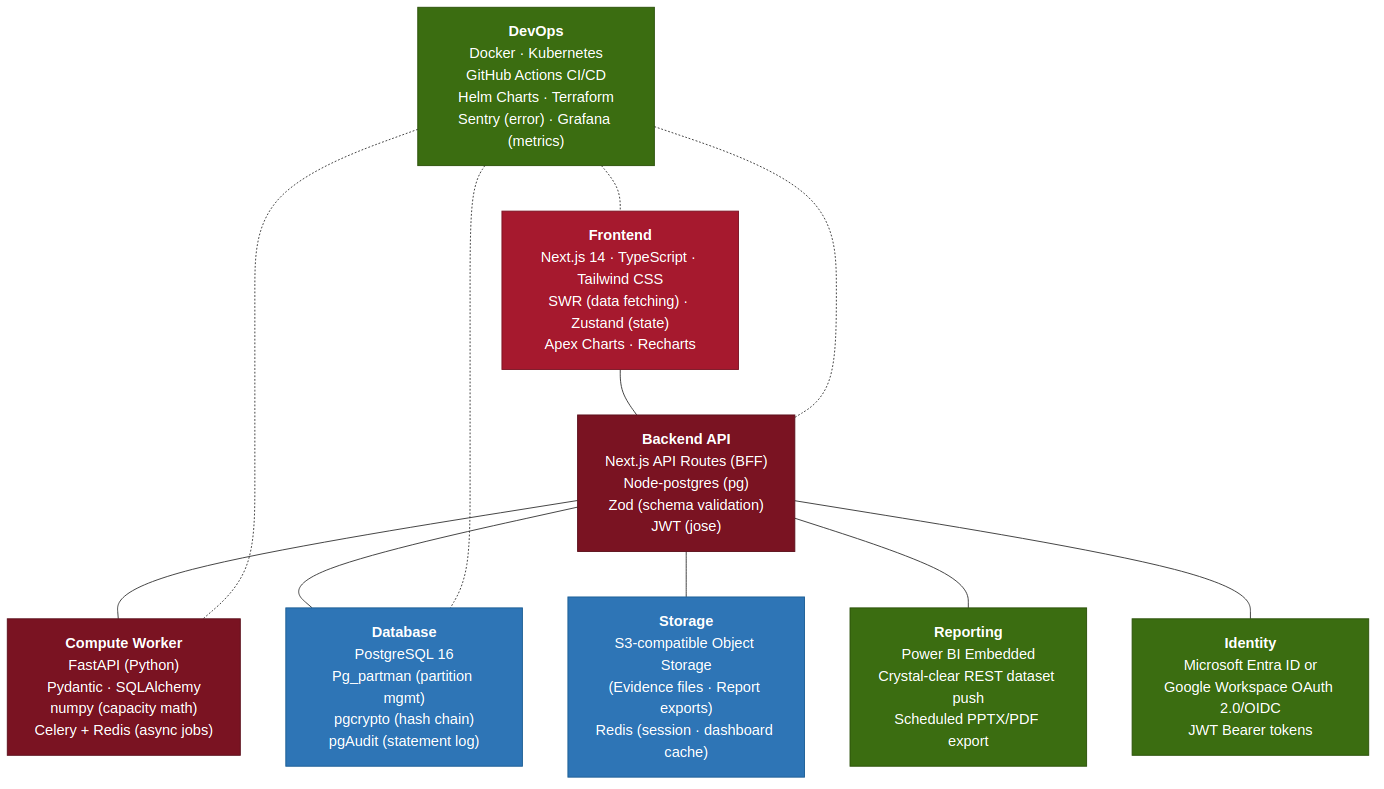 DevOps
Docker · Kubernetes
GitHub Actions CI/CD
Helm Charts · Terraform
Sentry (error) · Grafana
(metrics)
Frontend
Next.js 14 · TypeScript ·
Tailwind CSS
SWR (data fetching) ·
Zustand (state)
Apex Charts · Recharts
Backend API
Next.js API Routes (BFF)
Node-postgres (pg)
Zod (schema validation)
JWT (jose)
Compute Worker
FastAPI (Python)
Pydantic · SQLAlchemy
numpy (capacity math)
Celery + Redis (async jobs)
Database
PostgreSQL 16
Pg_partman (partition
mgmt)
pgcrypto (hash chain)
pgAudit (statement log)
Storage
S3-compatible Object
Storage
(Evidence files · Report
exports)
Redis (session · dashboard
cache)
Reporting
Power BI Embedded
Crystal-clear REST dataset
push
Scheduled PPTX/PDF
export
Identity
Microsoft Entra ID or
Google Workspace OAuth
2.0/OIDC
JWT Bearer tokens